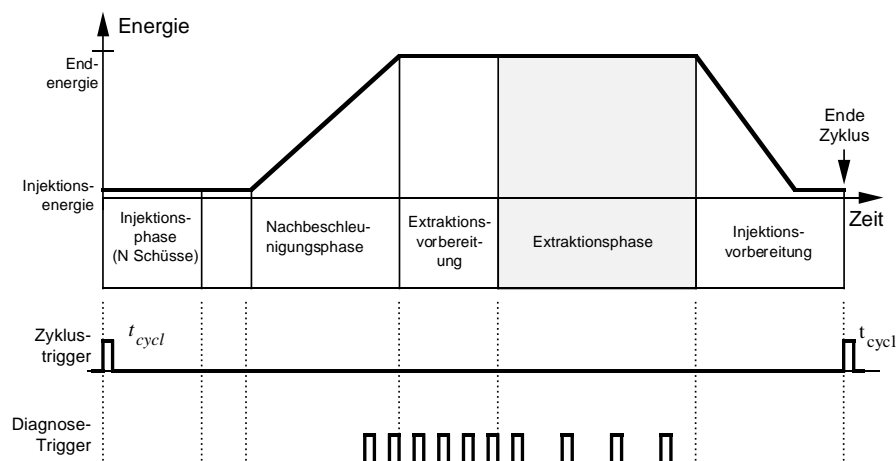 Energie
End-
energie
Ende
Zyklus
Injektions-
energie
Zeit
Injektions-
phase
(N Schüsse)
Nachbeschleu-
nigungsphase
Extraktions-
vorbereit-
ung
Extraktionsphase
Injektions-
vorbereitung
Zyklus-
trigger
t_cycl
t_cycl
Diagnose-
Trigger